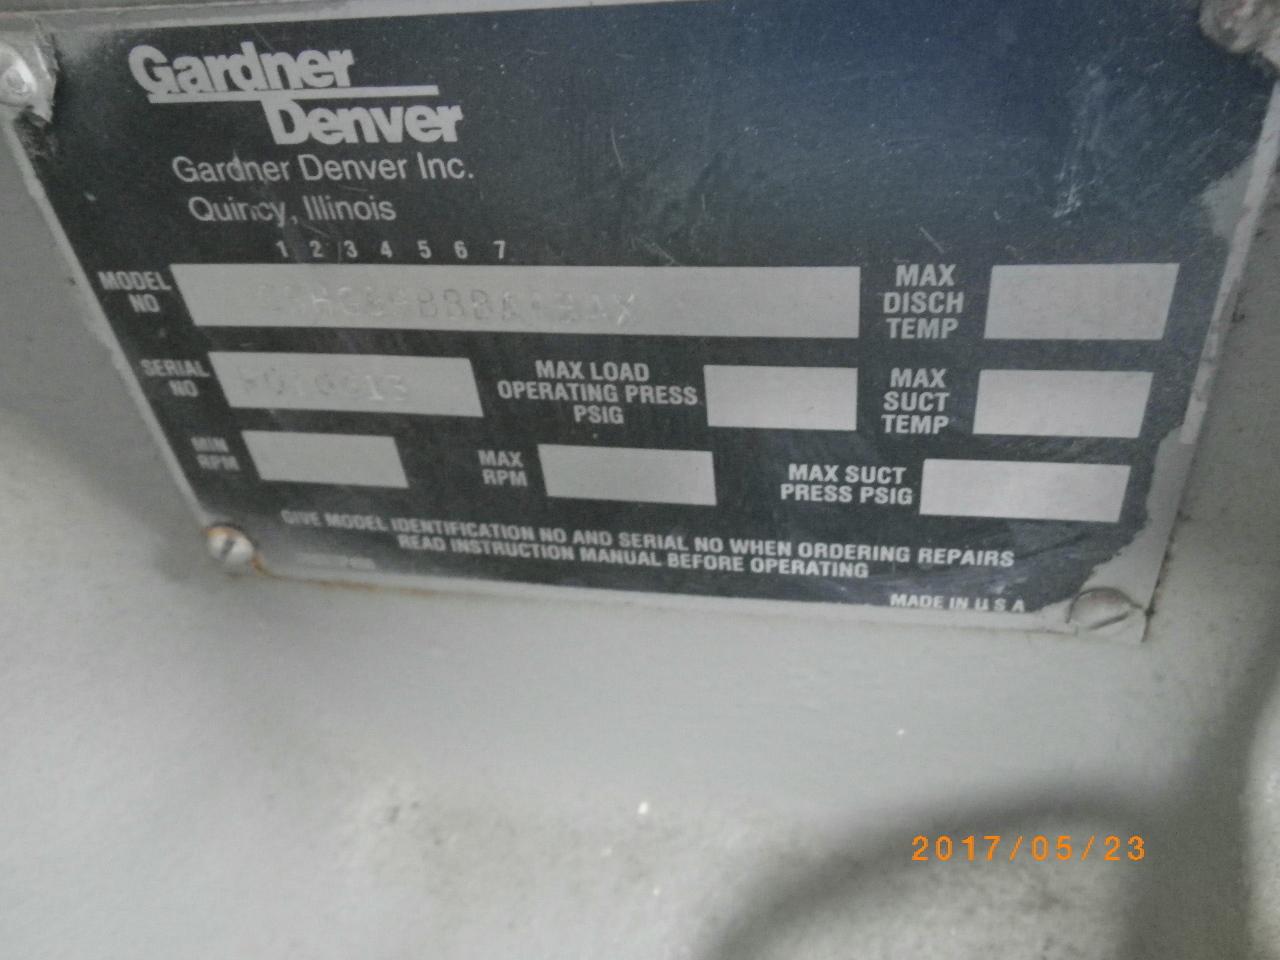 Gardner
Denver
Gardner Denver Inc.
Quincy, Illinois
1 2 3 4 5 6 7
MODEL NO
MAX DISCH TEMP
SERIAL NO
MAX LOAD OPERATING PRESS PSIG
MAX SUCT TEMP
MIN RPM
MAX RPM
MAX SUCT PRESS PSIG
GIVE MODEL IDENTIFICATION NO AND SERIAL NO WHEN ORDERING REPAIRS
READ INSTRUCTION MANUAL BEFORE OPERATING
MADE IN U S A
2017/05/23